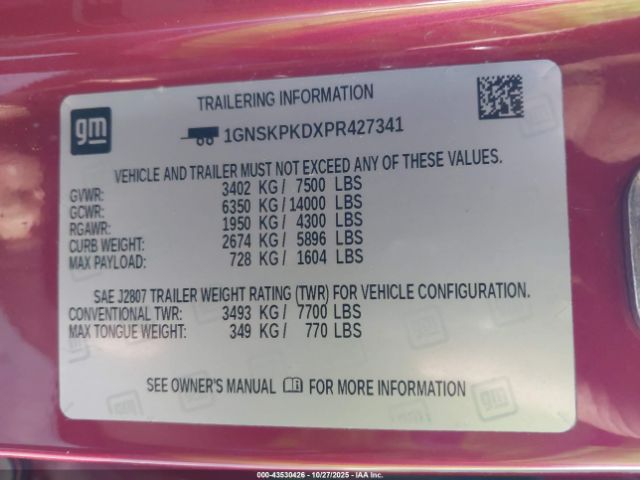 gm
TRAILERING INFORMATION
1GNSKPKDXPR427341
VEHICLE AND TRAILER MUST NOT EXCEED ANY OF THESE VALUES.
GVWR: 3402 KG / 7500 LBS
GCWR: 6350 KG / 14000 LBS
RGAWR: 1950 KG / 4300 LBS
CURB WEIGHT: 2674 KG / 5896 LBS
MAX PAYLOAD: 728 KG / 1604 LBS
SAE J2807 TRAILER WEIGHT RATING (TWR) FOR VEHICLE CONFIGURATION.
CONVENTIONAL TWR: 3493 KG / 7700 LBS
MAX TONGUE WEIGHT: 349 KG / 770 LBS
SEE OWNER'S MANUAL FOR MORE INFORMATION
gm
000-43530426 - 10/27/2025 - IAA Inc.